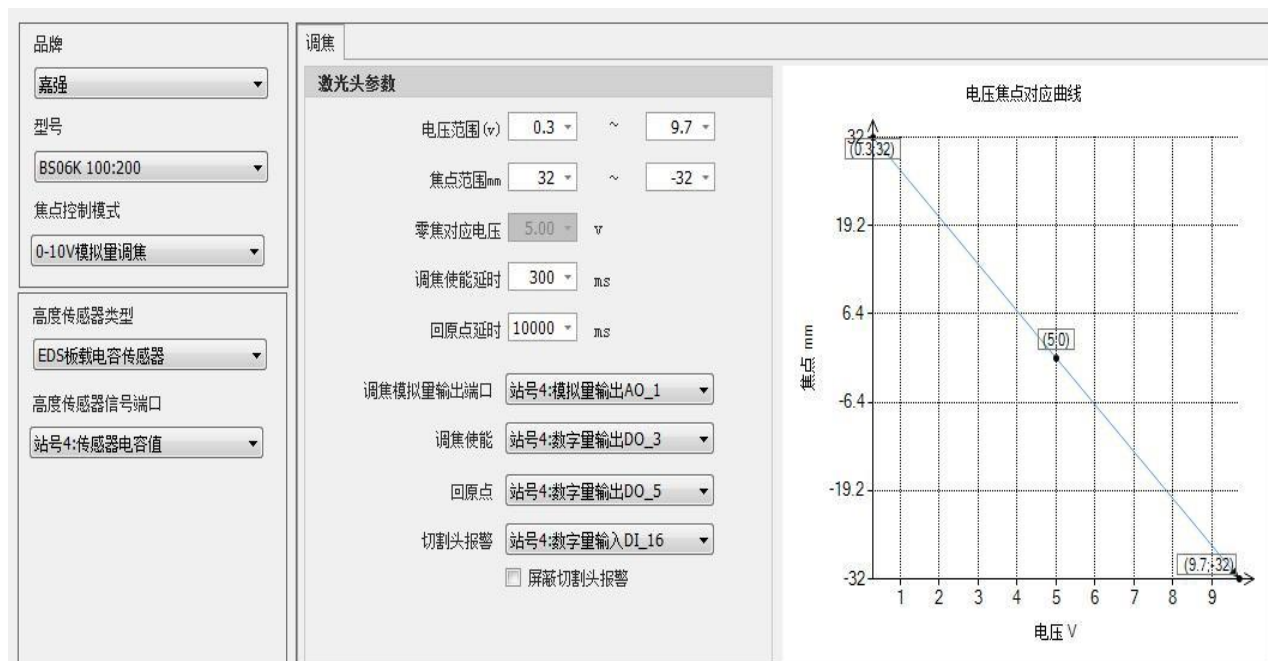 品牌
嘉强
型号
BS06K 100:200
焦点控制模式
0-10V模拟量调焦
高度传感器类型
EDS板载电容传感器
高度传感器信号端口
站号4:传感器电容值
调焦
激光头参数
电压范围(v) 0.3 ~ 9.7
焦点范围mm 32 ~ -32
零焦对应电压 5.00 v
调焦使能延时 300 ms
回原点延时 10000 ms
调焦模拟量输出端口 站号4:模拟量输出AO_1
调焦使能 站号4:数字量输出DO_3
回原点 站号4:数字量输出DO_5
切割头报警 站号4:数字量输入DI_16
屏蔽切割头报警
电压焦点对应曲线
32
(0.3;32)
19.2
6.4
(5;0)
焦点 mm
-6.4
-19.2
(9.7;-32)
-32
1 2 3 4 5 6 7 8 9
电压 V